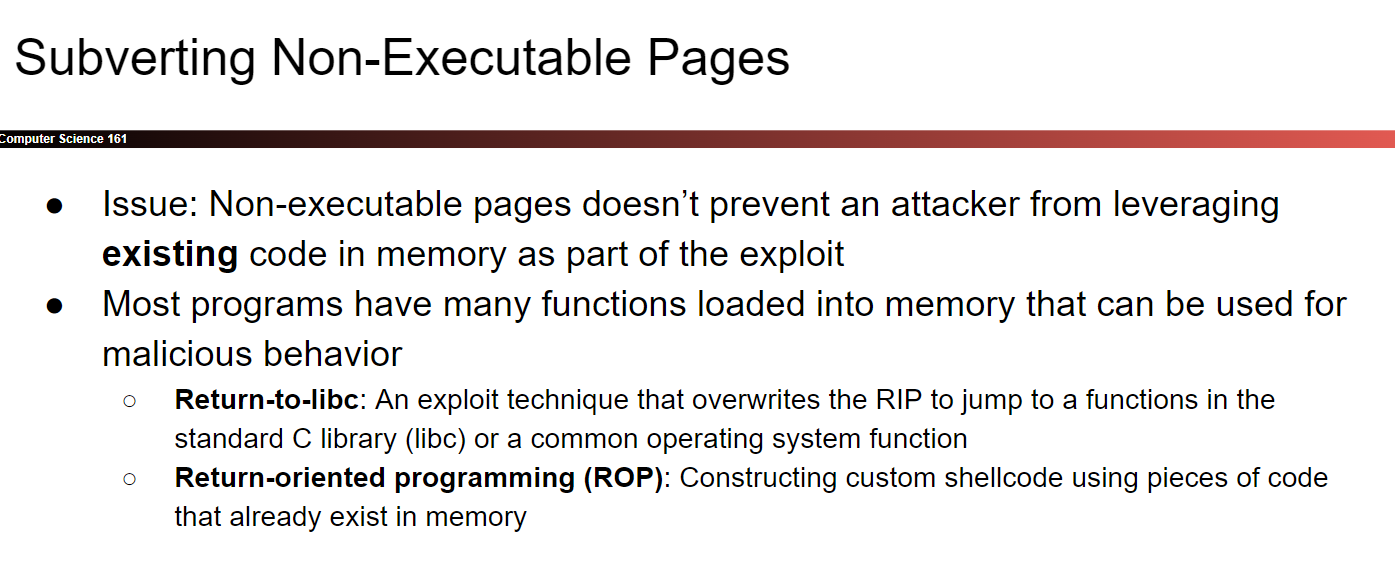 Subverting Non-Executable Pages
Computer Science 161
● Issue: Non-executable pages doesn’t prevent an attacker from leveraging
existing code in memory as part of the exploit
● Most programs have many functions loaded into memory that can be used for
malicious behavior
○ Return-to-libc: An exploit technique that overwrites the RIP to jump to a functions in the
standard C library (libc) or a common operating system function
○ Return-oriented programming (ROP): Constructing custom shellcode using pieces of code
that already exist in memory